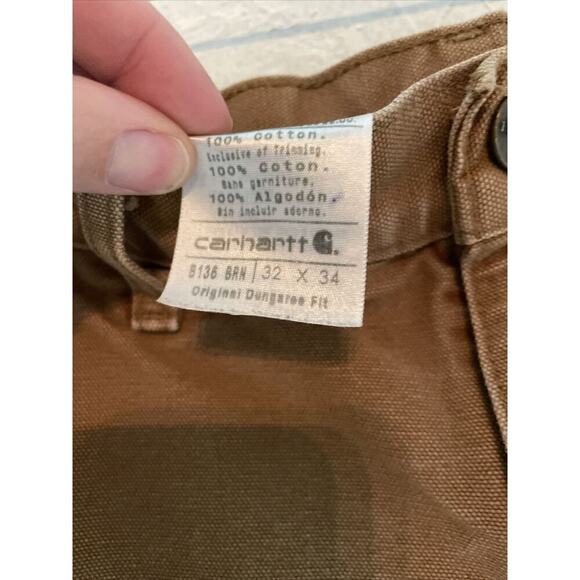 100% Cotton.
Exclusive of Trimming.
100% Coton.
Sans garniture.
100% Algodón.
Sin incluir adorno.
carhartt
B136 BRN 32 X 34
Original Dungaree Fit